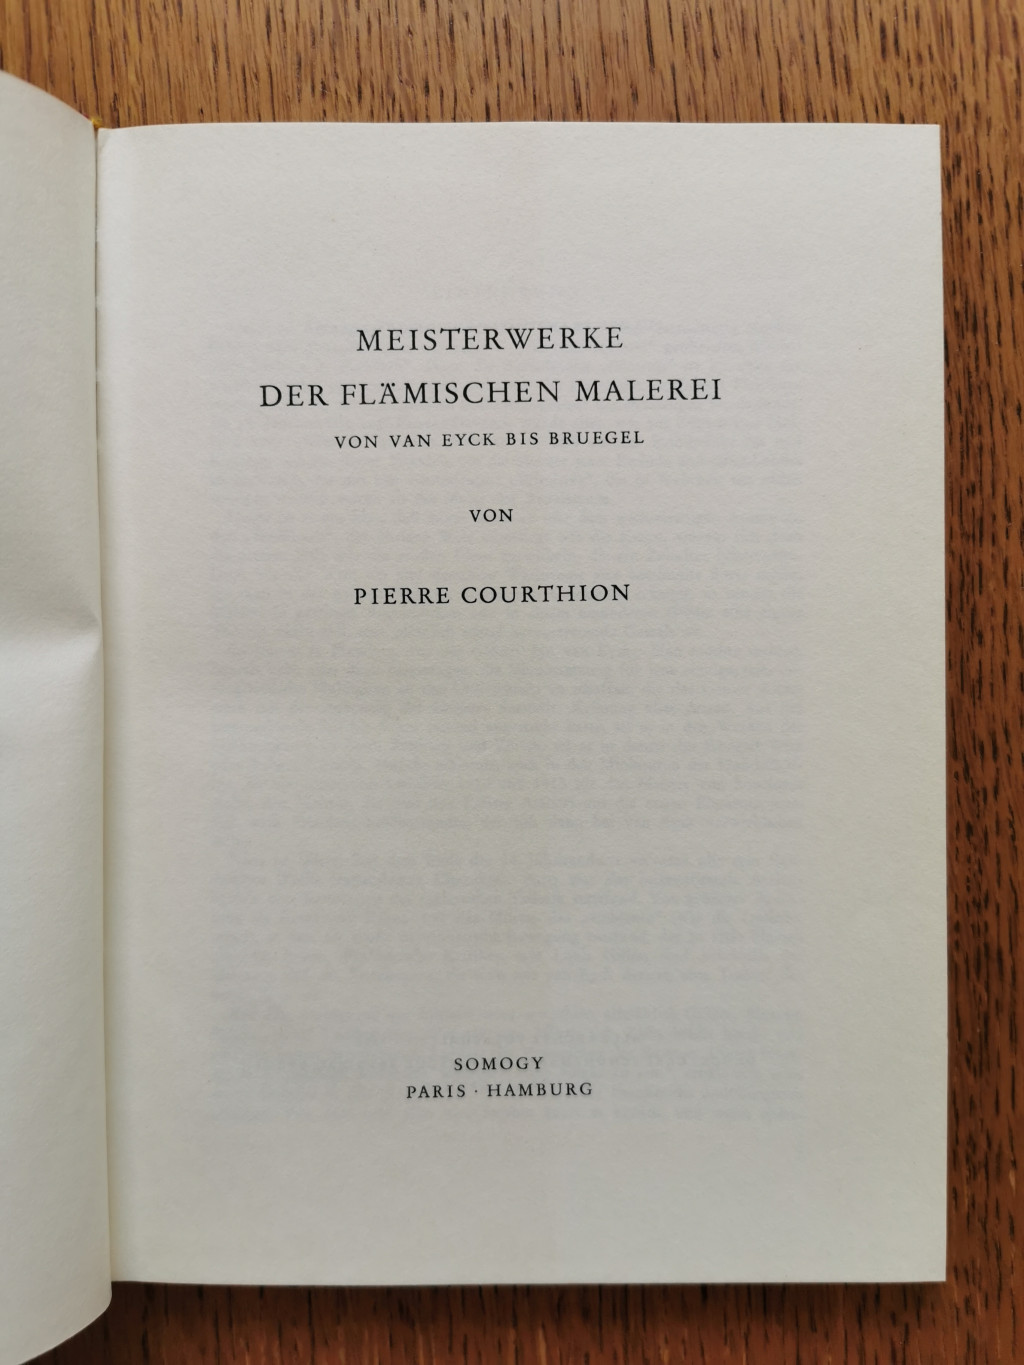 MEISTERWERKE
DER FLÄMISCHEN MALEREI
VON VAN EYCK BIS BRUEGEL
VON
PIERRE COURTHION
SOMOGY
PARIS · HAMBURG